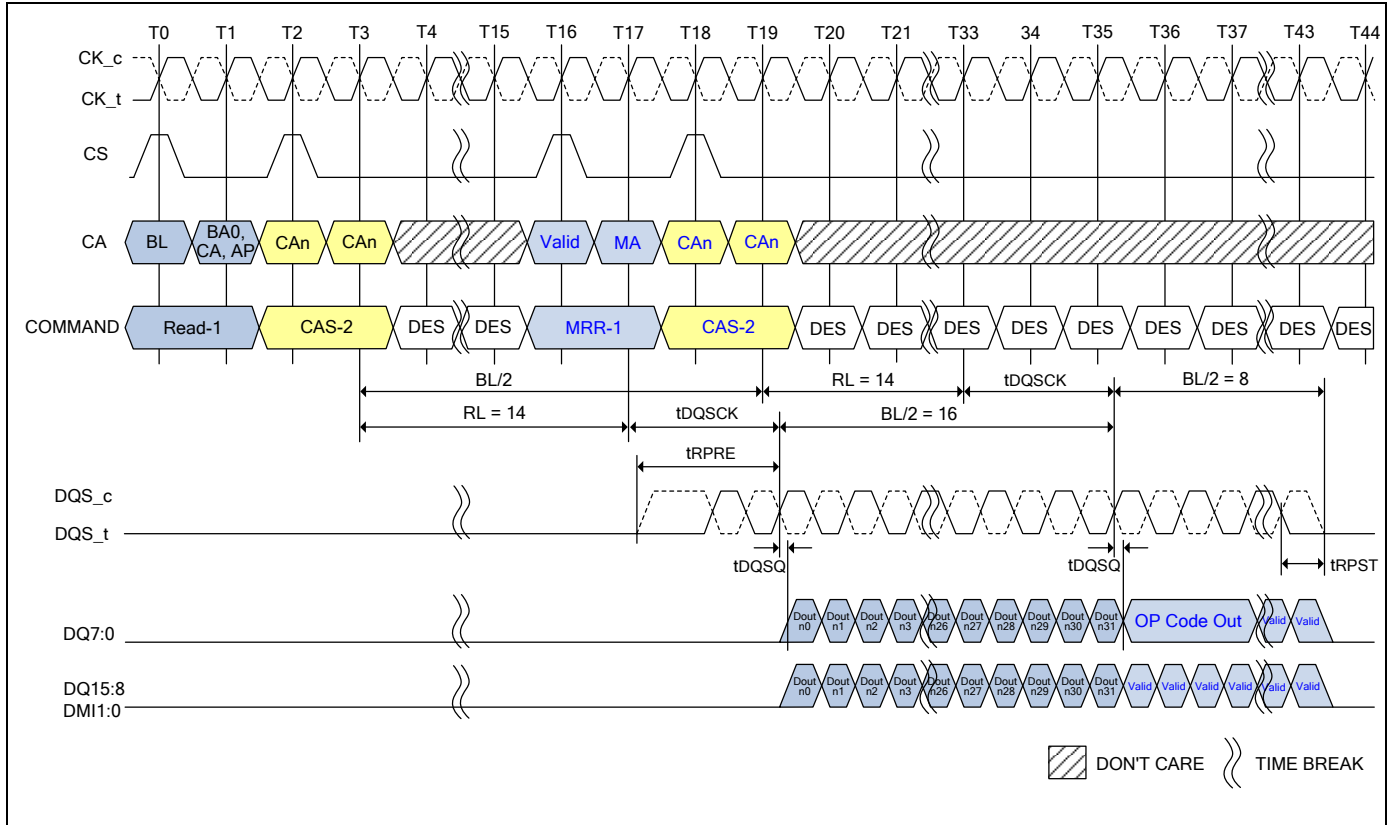 T0 T1 T2 T3 T4 T15 T16 T17 T18 T19 T20 T21 T33 34 T35 T36 T37 T43 T44
CK_c
CK_t
CS
CA BL BA0, CA, AP CAn CAn Valid MA CAn CAn
COMMAND Read-1 CAS-2 DES DES MRR-1 CAS-2 DES DES DES DES DES DES DES DES DES
BL/2 RL = 14 tDQSCK BL/2 = 8
RL = 14 tDQSCK BL/2 = 16
tRPRE
DQS_c
DQS_t
tDQSQ tDQSQ tRPST
DQ7:0 Dout n0 Dout n1 Dout n2 Dout n3 Dout n26 Dout n27 Dout n28 Dout n29 Dout n30 Dout n31 OP Code Out Valid Valid
DQ15:8
DMI1:0 Dout n0 Dout n1 Dout n2 Dout n3 Dout n26 Dout n27 Dout n28 Dout n29 Dout n30 Dout n31 Valid Valid Valid Valid Valid Valid
DON'T CARE TIME BREAK